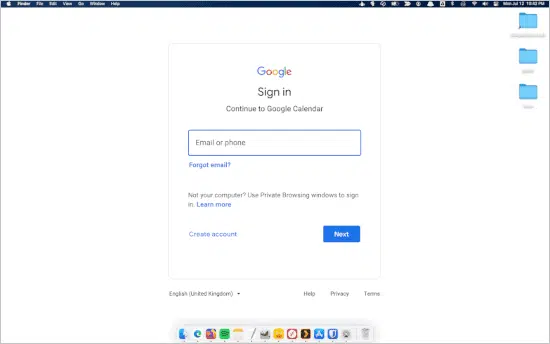 Finder File Edit View Go Window Help
Mon Jul 12 10:42 PM
Google
Sign in
Continue to Google Calendar
Email or phone
Forgot email?
Not your computer? Use Private Browsing windows to sign
in. Learn more
Create account Next
English (United Kingdom) Help Privacy Terms